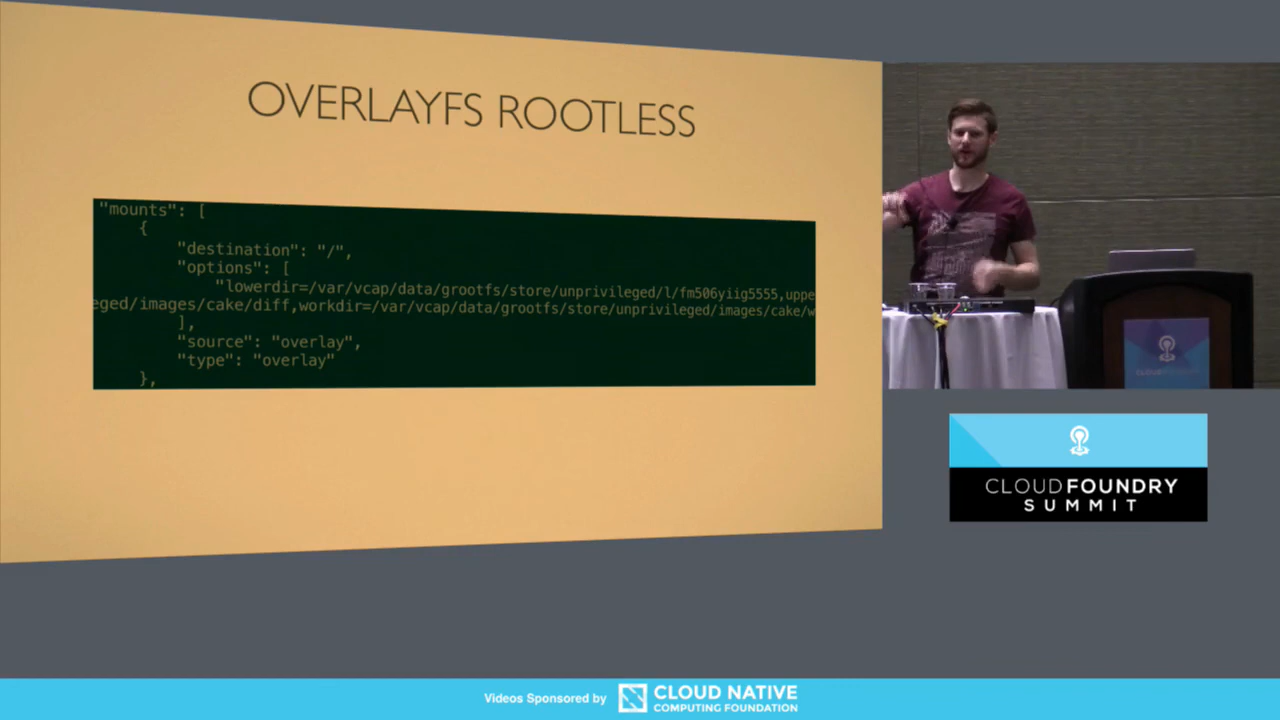 OVERLAYFS ROOTLESS
"mounts": [
{
"destination": "/",
"options": [
"lowerdir=/var/vcap/data/grootfs/store/unprivileged/l/fm506yiig5555,uppe
eged/images/cake/diff,workdir=/var/vcap/data/grootfs/store/unprivileged/images/cake/w
],
"source": "overlay",
"type": "overlay"
},
CLOUDFOUNDRY
SUMMIT
Videos Sponsored by
CLOUD NATIVE
COMPUTING FOUNDATION